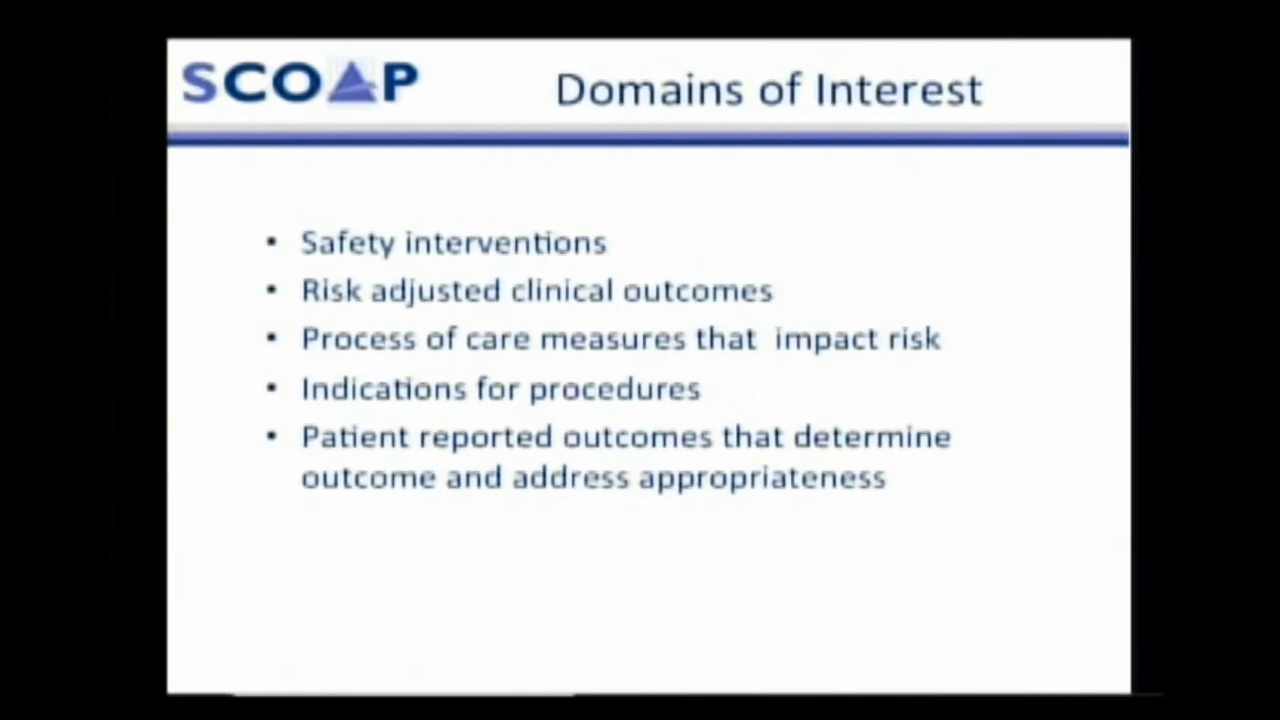 SCOAP Domains of Interest
• Safety interventions
• Risk adjusted clinical outcomes
• Process of care measures that  impact risk
• Indications for procedures
• Patient reported outcomes that determine
outcome and address appropriateness